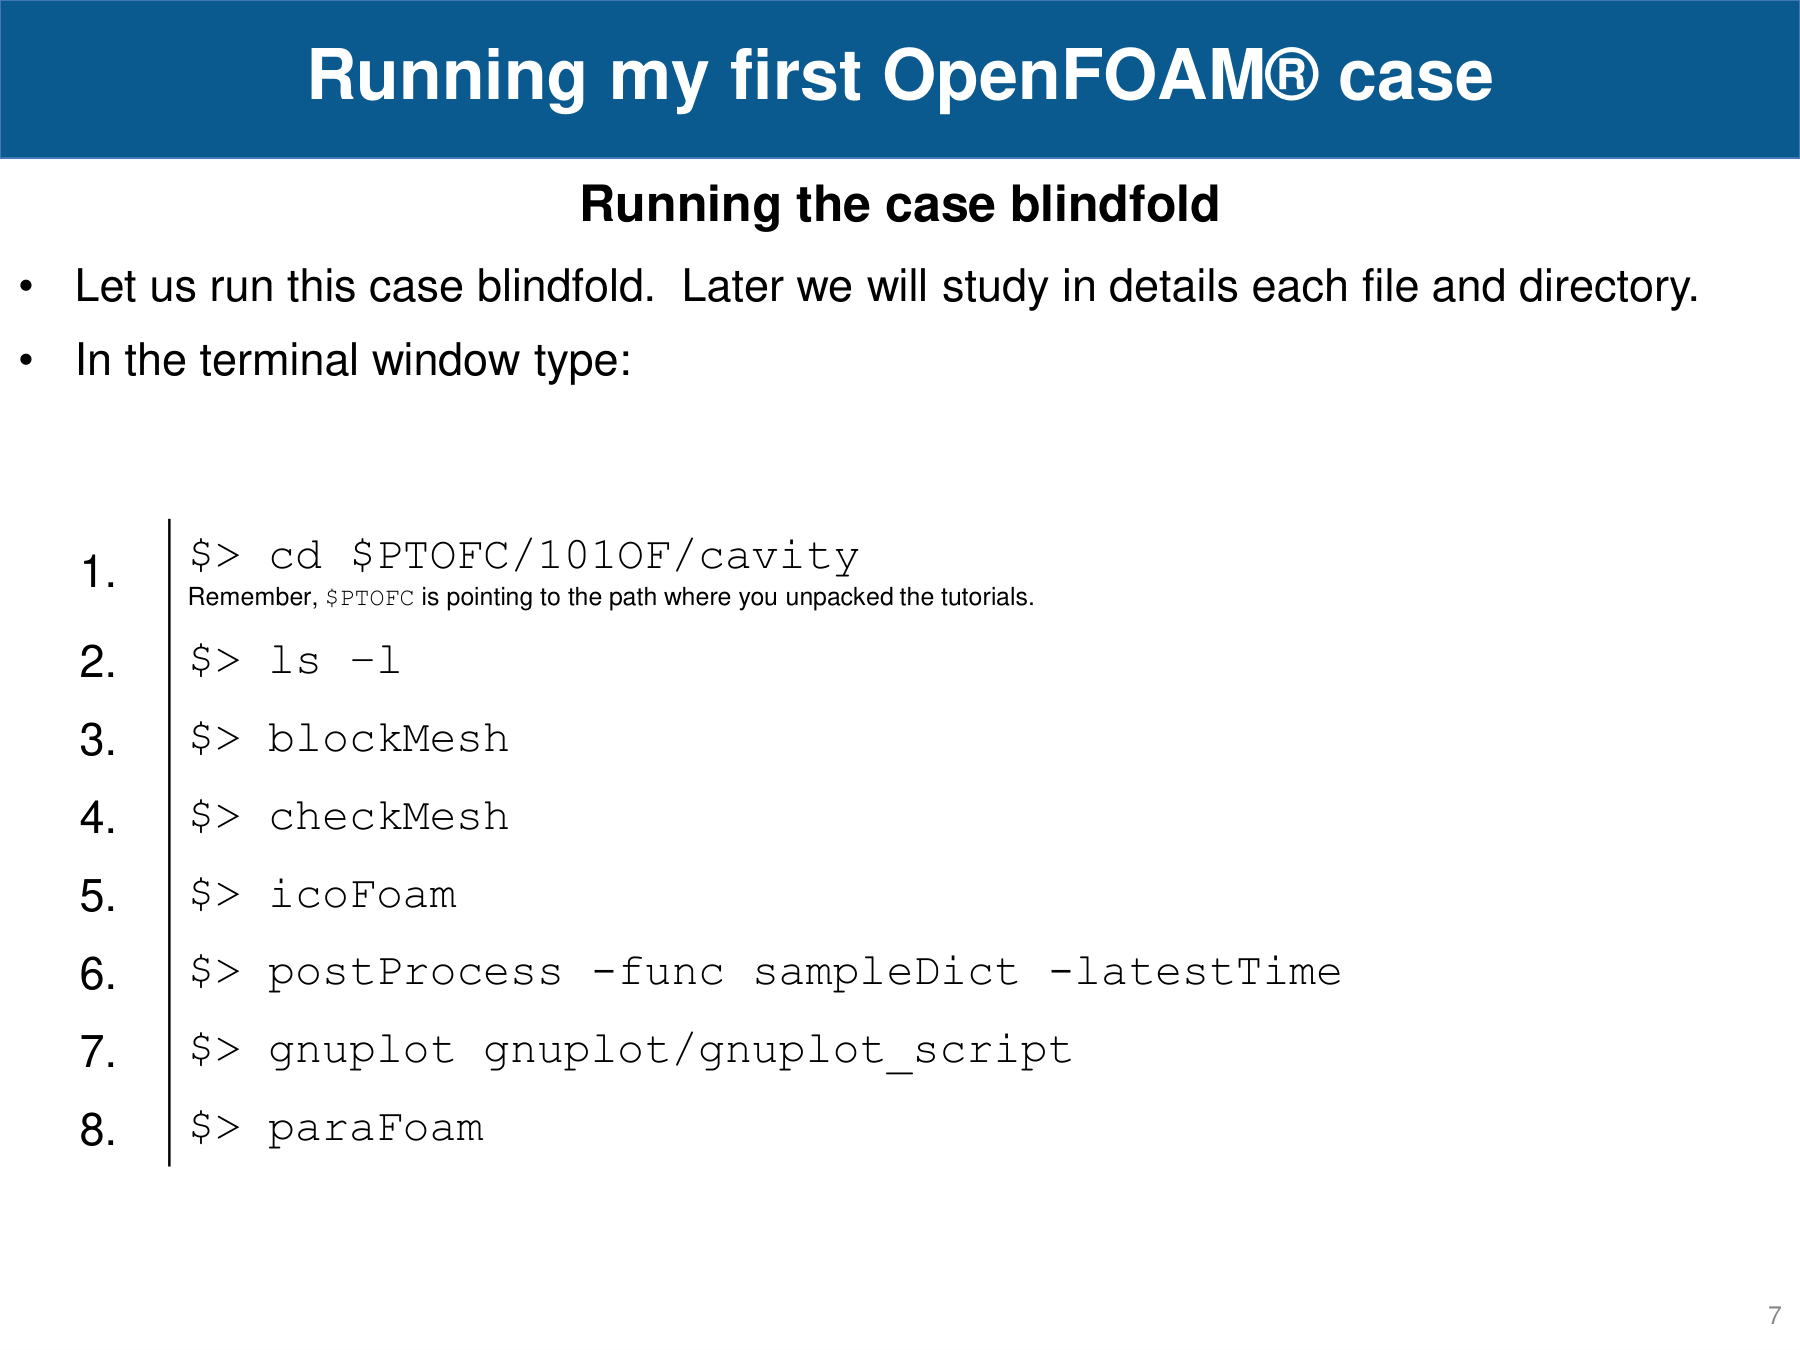 Running my first OpenFOAM® case
Running the case blindfold
• Let us run this case blindfold.  Later we will study in details each file and directory.
• In the terminal window type:
1. $> cd $PTOFC/101OF/cavity
Remember, $PTOFC is pointing to the path where you unpacked the tutorials.
2. $> ls –l
3. $> blockMesh
4. $> checkMesh
5. $> icoFoam
6. $> postProcess -func sampleDict -latestTime
7. $> gnuplot gnuplot/gnuplot_script
8. $> paraFoam
7